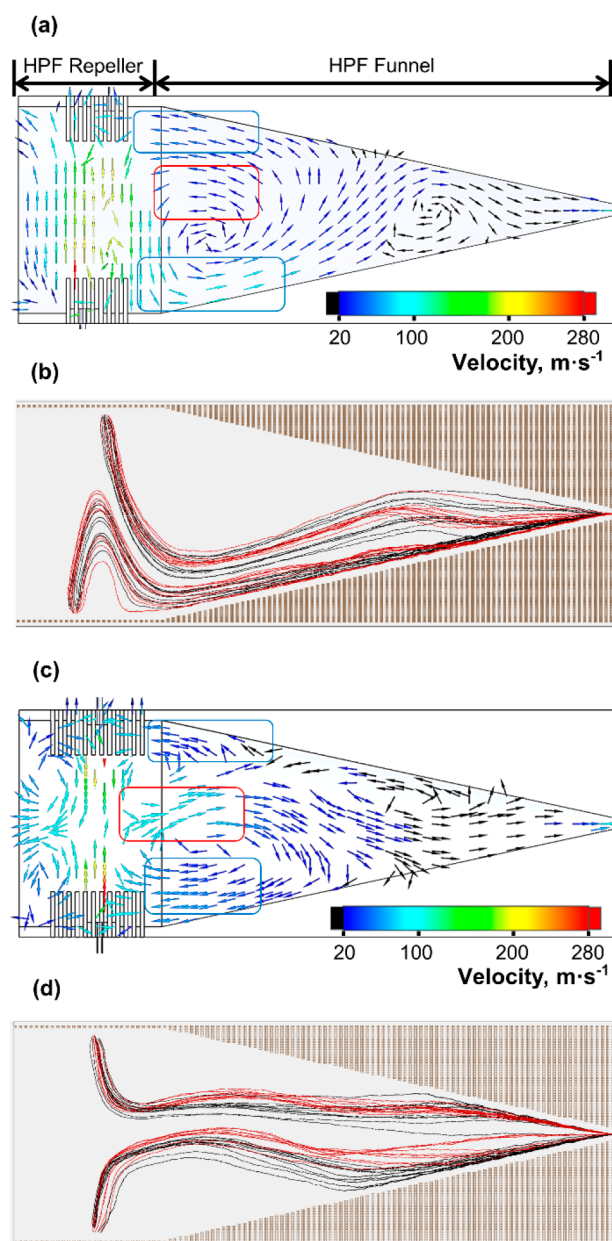 (a)
HPF Repeller HPF Funnel
20 100 200 280
Velocity, m·s⁻¹
(b)
(c)
20 100 200 280
Velocity, m·s⁻¹
(d)